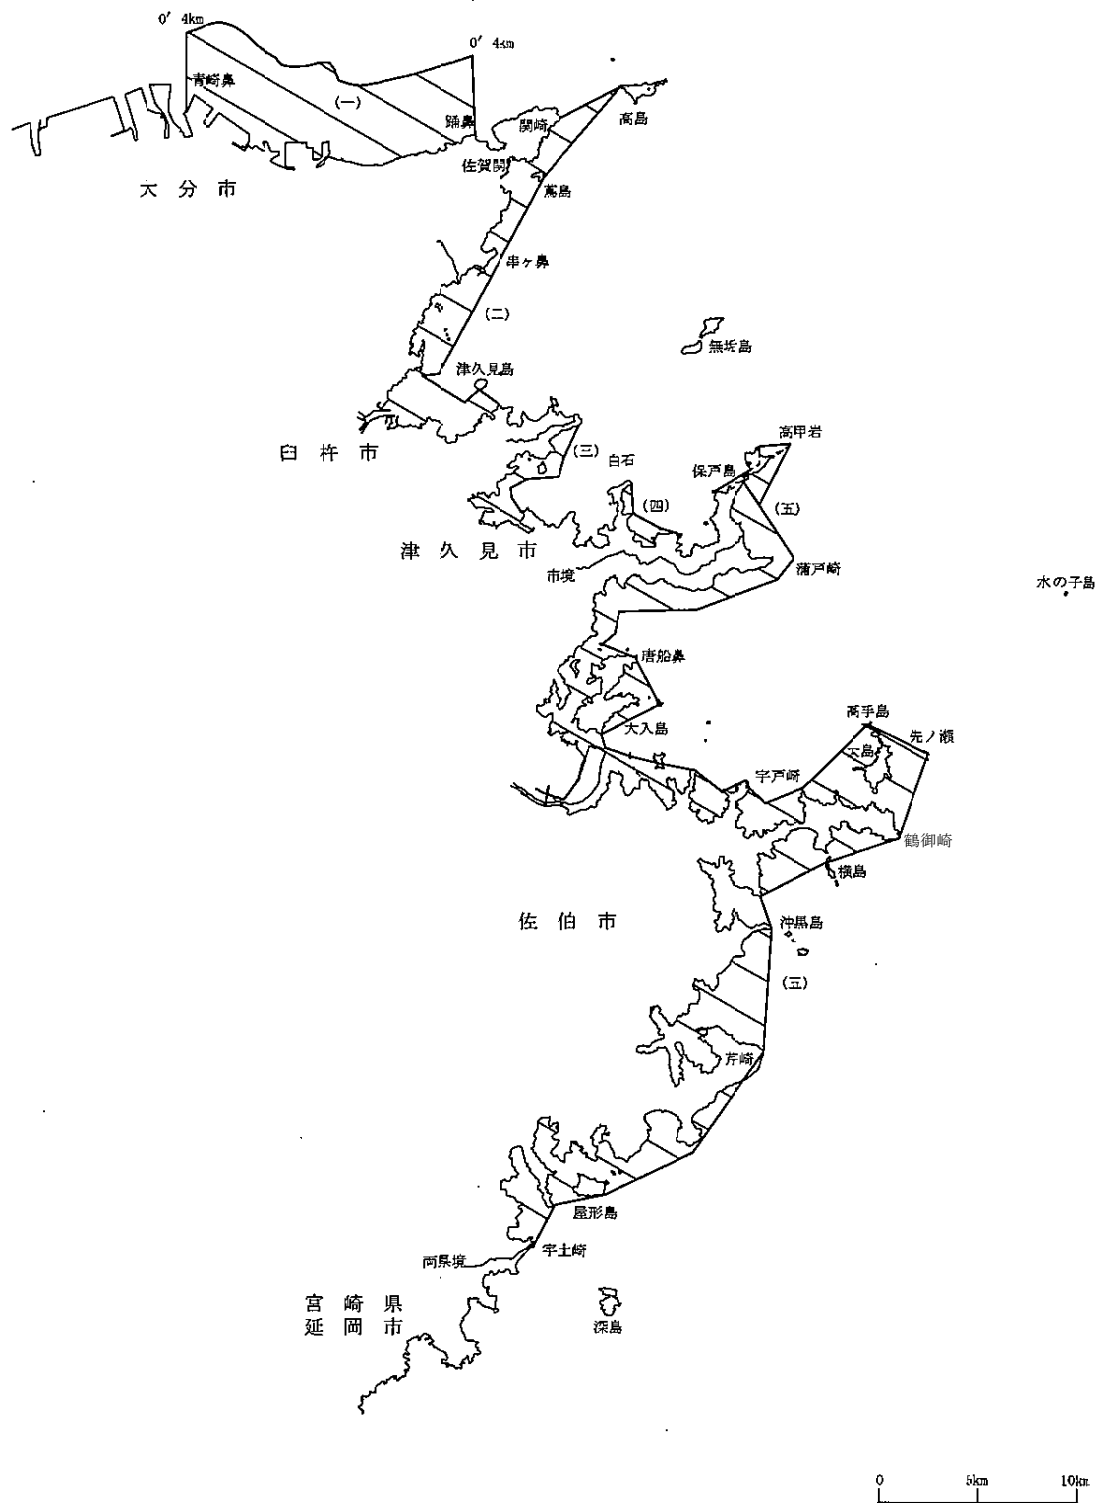 0' 4km
0' 4km
青崎鼻
(一)
踊鼻
関崎
高島
佐賀関
大 分 市
蔦島
串ヶ鼻
(二)
無垢島
津久見島
高甲岩
臼 杵 市
(三)
白石
保戸島
(四)
(五)
津 久 見 市
市境
蒲戸崎
水の子島
唐船鼻
大入島
高手島
先ノ瀬
大島
宇戸崎
鶴御崎
横島
佐 伯 市
沖黒島
(五)
芹崎
屋形島
両県境
宇土崎
宮 崎 県
延 岡 市
深島
0 5km 10km